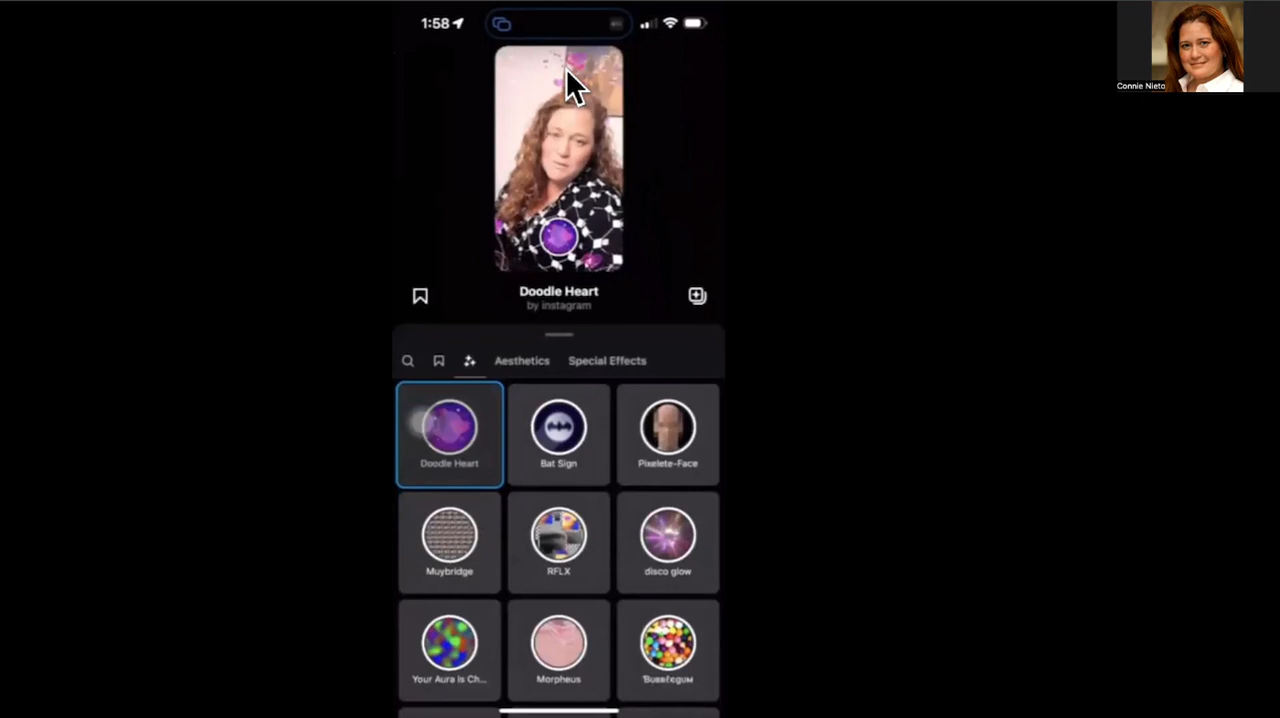 1:58
Connie Nieto
Doodle Heart
by instagram
Aesthetics Special Effects
Doodle Heart Bat Sign Pixelete-Face
Muybridge RFLX disco glow
Your Aura is Ch... Morpheus